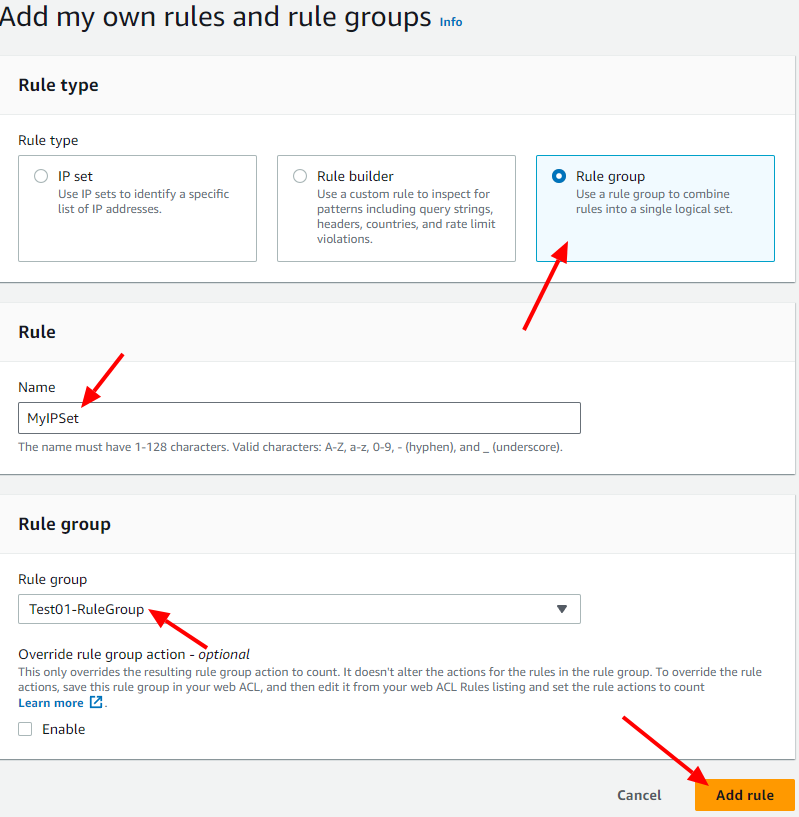 Add my own rules and rule groups Info
Rule type
Rule type
IP set
Use IP sets to identify a specific
list of IP addresses.
Rule builder
Use a custom rule to inspect for
patterns including query strings,
headers, countries, and rate limit
violations.
Rule group
Use a rule group to combine
rules into a single logical set.
Rule
Name
MyIPSet
The name must have 1-128 characters. Valid characters: A-Z, a-z, 0-9, - (hyphen), and _ (underscore).
Rule group
Rule group
Test01-RuleGroup
Override rule group action - optional
This only overrides the resulting rule group action to count. It doesn't alter the actions for the rules in the rule group. To override the rule
actions, save this rule group in your web ACL, and then edit it from your web ACL Rules listing and set the rule actions to count
Learn more .
Enable
Cancel Add rule